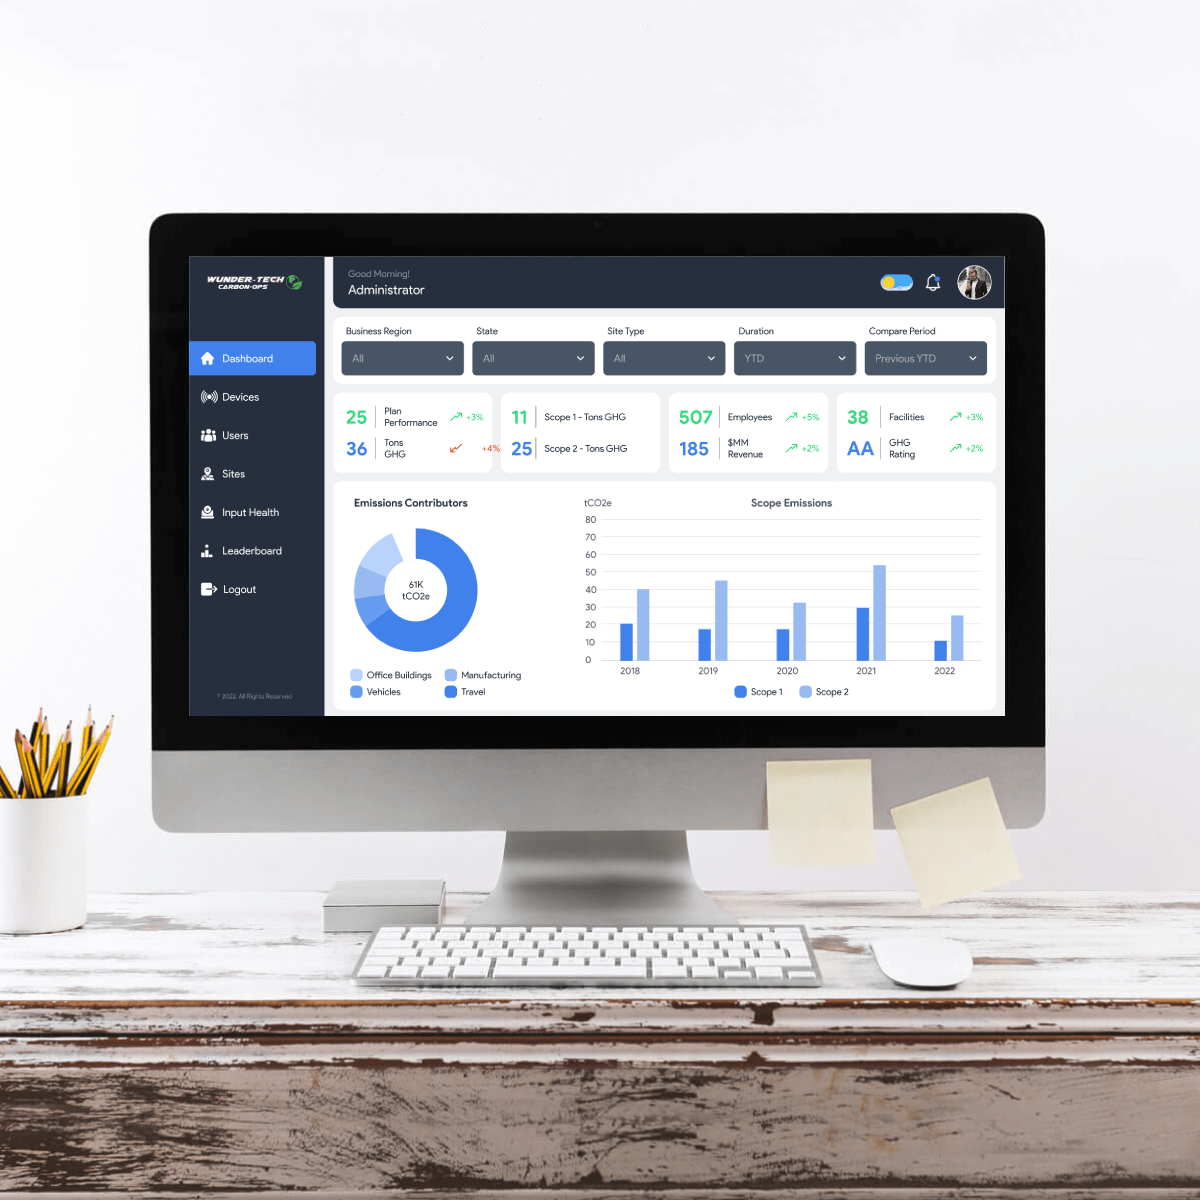 WUNDER-TECH
CARBON-OPS
Good Morning!
Administrator
Dashboard
Devices
Users
Sites
Input Health
Leaderboard
Logout
© 2022. All Rights Reserved
Business Region
All
State
All
Site Type
All
Duration
YTD
Compare Period
Previous YTD
25
Plan
Performance
+3%
36
Tons
GHG
+4%
11
Scope 1 - Tons GHG
25
Scope 2 - Tons GHG
507
Employees
+5%
185
$MM
Revenue
+2%
38
Facilities
+3%
AA
GHG
Rating
+2%
Emissions Contributors
61K
tCO2e
Office Buildings
Manufacturing
Vehicles
Travel
tCO2e
Scope Emissions
80
70
60
50
40
30
20
10
0
2018
2019
2020
2021
2022
Scope 1
Scope 2